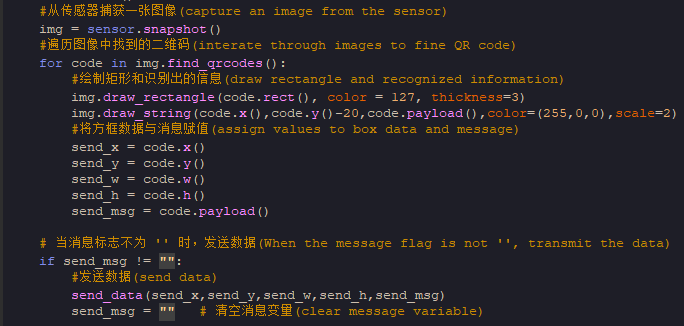 #从传感器捕获一张图像(capture an image from the sensor)
img = sensor.snapshot()
#遍历图像中找到的二维码(interate through images to fine QR code)
for code in img.find_qrcodes():
#绘制矩形和识别出的信息(draw rectangle and recognized information)
img.draw_rectangle(code.rect(), color = 127, thickness=3)
img.draw_string(code.x(),code.y()-20,code.payload(),color=(255,0,0),scale=2)
#将方框数据与消息赋值(assign values to box data and message)
send_x = code.x()
send_y = code.y()
send_w = code.w()
send_h = code.h()
send_msg = code.payload()
# 当消息标志不为 '' 时，发送数据(When the message flag is not '', transmit the data)
if send_msg != "":
#发送数据(send data)
send_data(send_x,send_y,send_w,send_h,send_msg)
send_msg = "" # 清空消息变量(clear message variable)